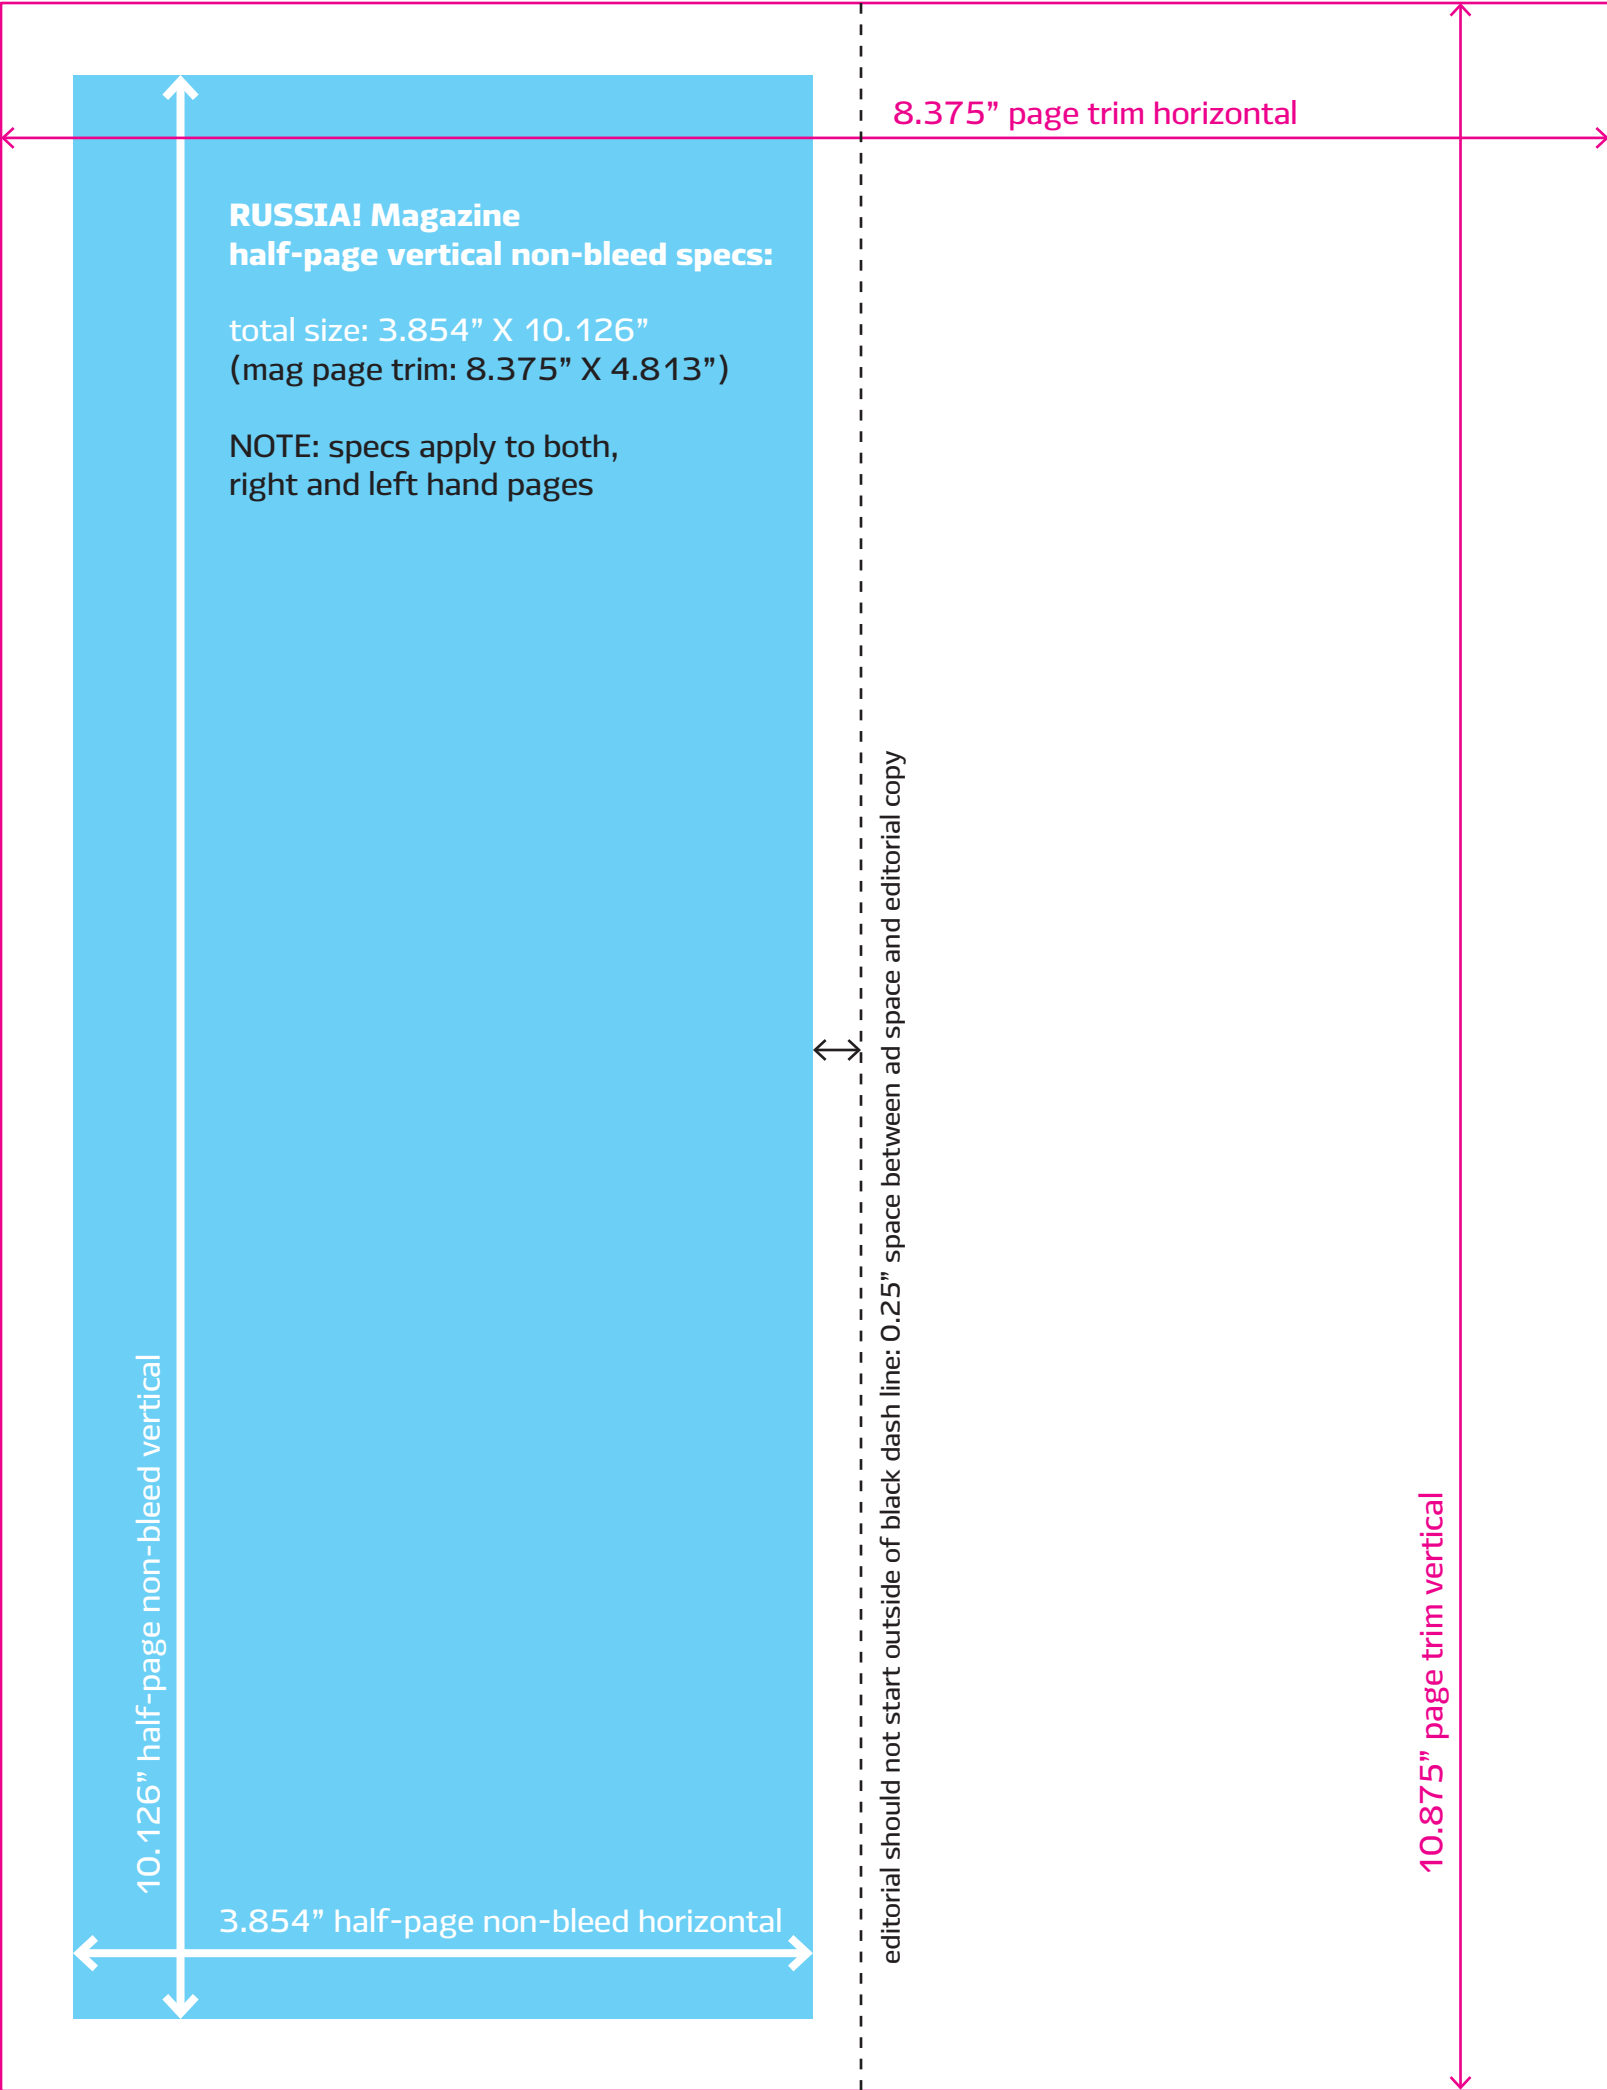 8.375” page trim horizontal
RUSSIA! Magazine
half-page vertical non-bleed specs:
total size: 3.854” X 10.126”
(mag page trim: 8.375” X 4.813”)
NOTE: specs apply to both,
right and left hand pages
editorial should not start outside of black dash line: 0.25” space between ad space and editorial copy
10.126” half-page non-bleed vertical
10.875” page trim vertical
3.854” half-page non-bleed horizontal